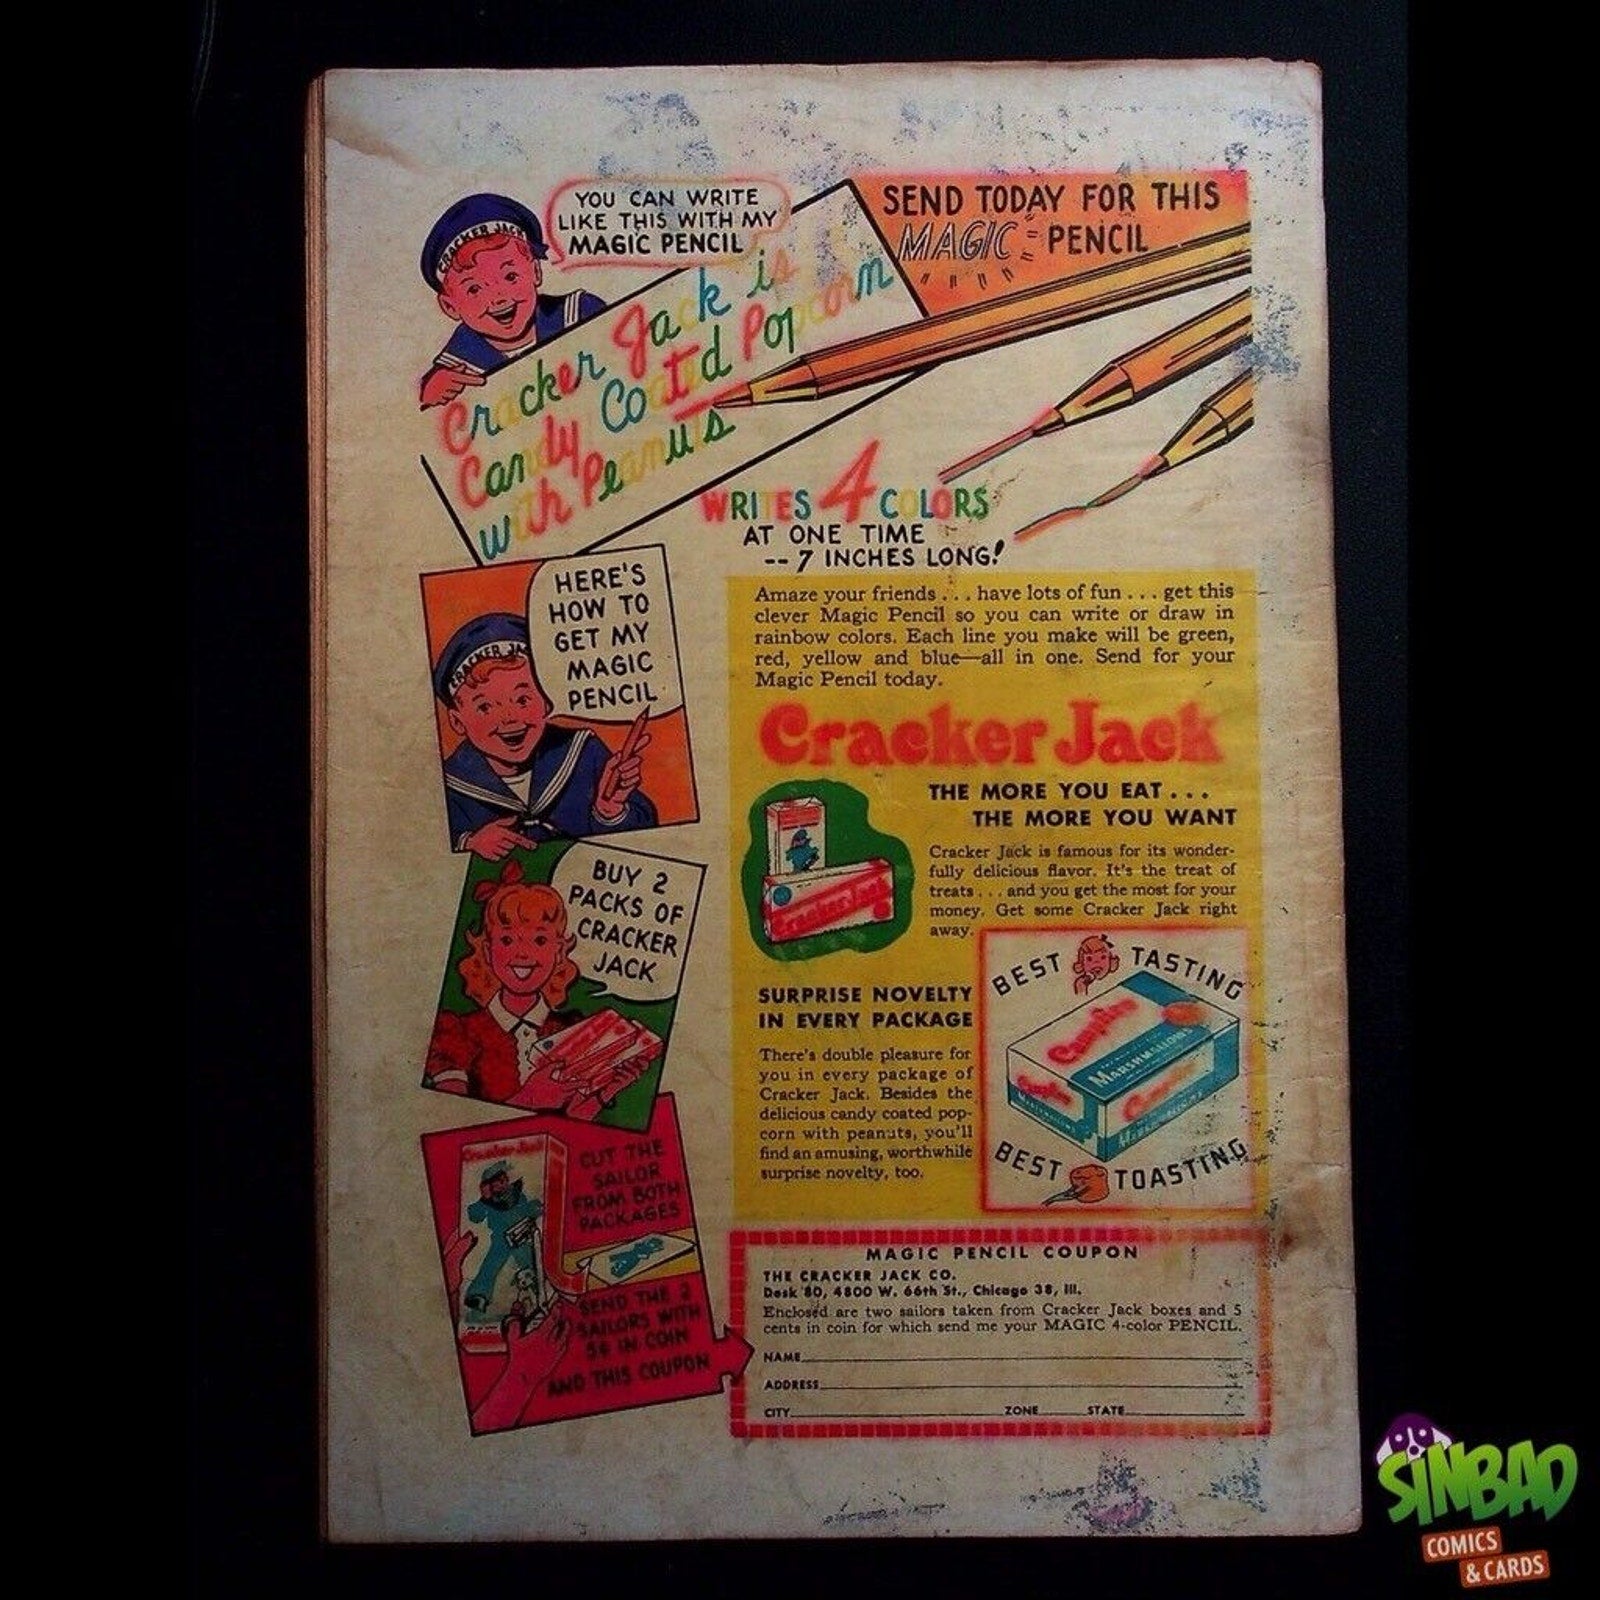 YOU CAN WRITE
LIKE THIS WITH MY
MAGIC PENCIL
CRACKER JACK
Cracker Jack is
Candy Coated Popcorn
with Peanuts
SEND TODAY FOR THIS
MAGIC PENCIL
WRITES 4 COLORS
AT ONE TIME
-- 7 INCHES LONG!
HERE'S
HOW TO
GET MY
MAGIC
PENCIL
CRACKER JAC
BUY 2
PACKS OF
CRACKER
JACK
Cracker Jack
CUT THE
SAILOR
FROM BOTH
PACKAGES
SEND THE 2
SAILORS WITH
5¢ IN COIN
AND THIS COUPON
Amaze your friends . . . have lots of fun . . . get this
clever Magic Pencil so you can write or draw in
rainbow colors. Each line you make will be green,
red, yellow and blue—all in one. Send for your
Magic Pencil today.
Cracker Jack
THE MORE YOU EAT . . .
THE MORE YOU WANT
Cracker Jack
Cracker Jack is famous for its wonder-
fully delicious flavor. It's the treat of
treats . . . and you get the most for your
money. Get some Cracker Jack right
away.
SURPRISE NOVELTY
IN EVERY PACKAGE
There's double pleasure for
you in every package of
Cracker Jack. Besides the
delicious candy coated pop-
corn with peanuts, you'll
find an amusing, worthwhile
surprise novelty, too.
BEST TASTING
Campfire
MARSHMALLOWS
BEST TOASTING
MAGIC PENCIL COUPON
THE CRACKER JACK CO.
Desk 80, 4800 W. 66th St., Chicago 38, Ill.
Enclosed are two sailors taken from Cracker Jack boxes and 5
cents in coin for which send me your MAGIC 4-color PENCIL.
NAME
ADDRESS
CITY ZONE STATE
SINBAD
COMICS
& CARDS